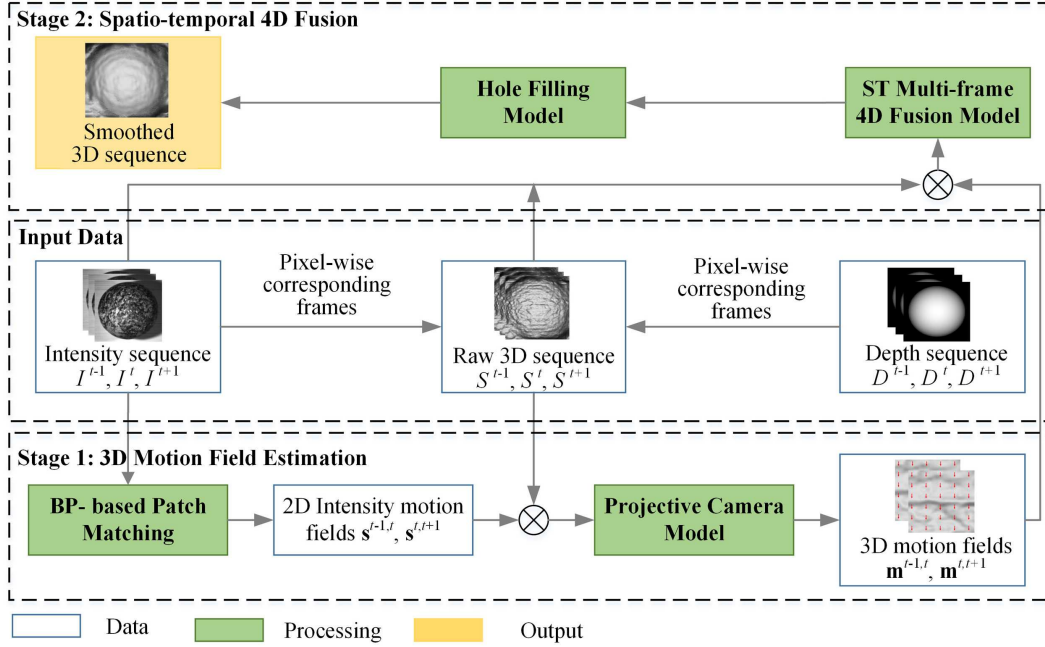 Stage 2: Spatio-temporal 4D Fusion
Smoothed
3D sequence
Hole Filling
Model
ST Multi-frame
4D Fusion Model
Input Data
Intensity sequence
I^{t-1}, I^{t}, I^{t+1}
Pixel-wise
corresponding
frames
Raw 3D sequence
S^{t-1}, S^{t}, S^{t+1}
Pixel-wise
corresponding
frames
Depth sequence
D^{t-1}, D^{t}, D^{t+1}
Stage 1: 3D Motion Field Estimation
BP- based Patch
Matching
2D Intensity motion
fields s^{t-1,t}, s^{t,t+1}
Projective Camera
Model
3D motion fields
m^{t-1,t}, m^{t,t+1}
Data
Processing
Output